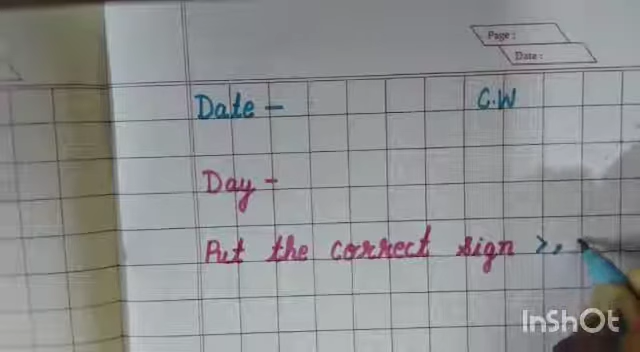 Page :
Date :
Date - C.W
Day -
Put the correct sign >,
InShOt